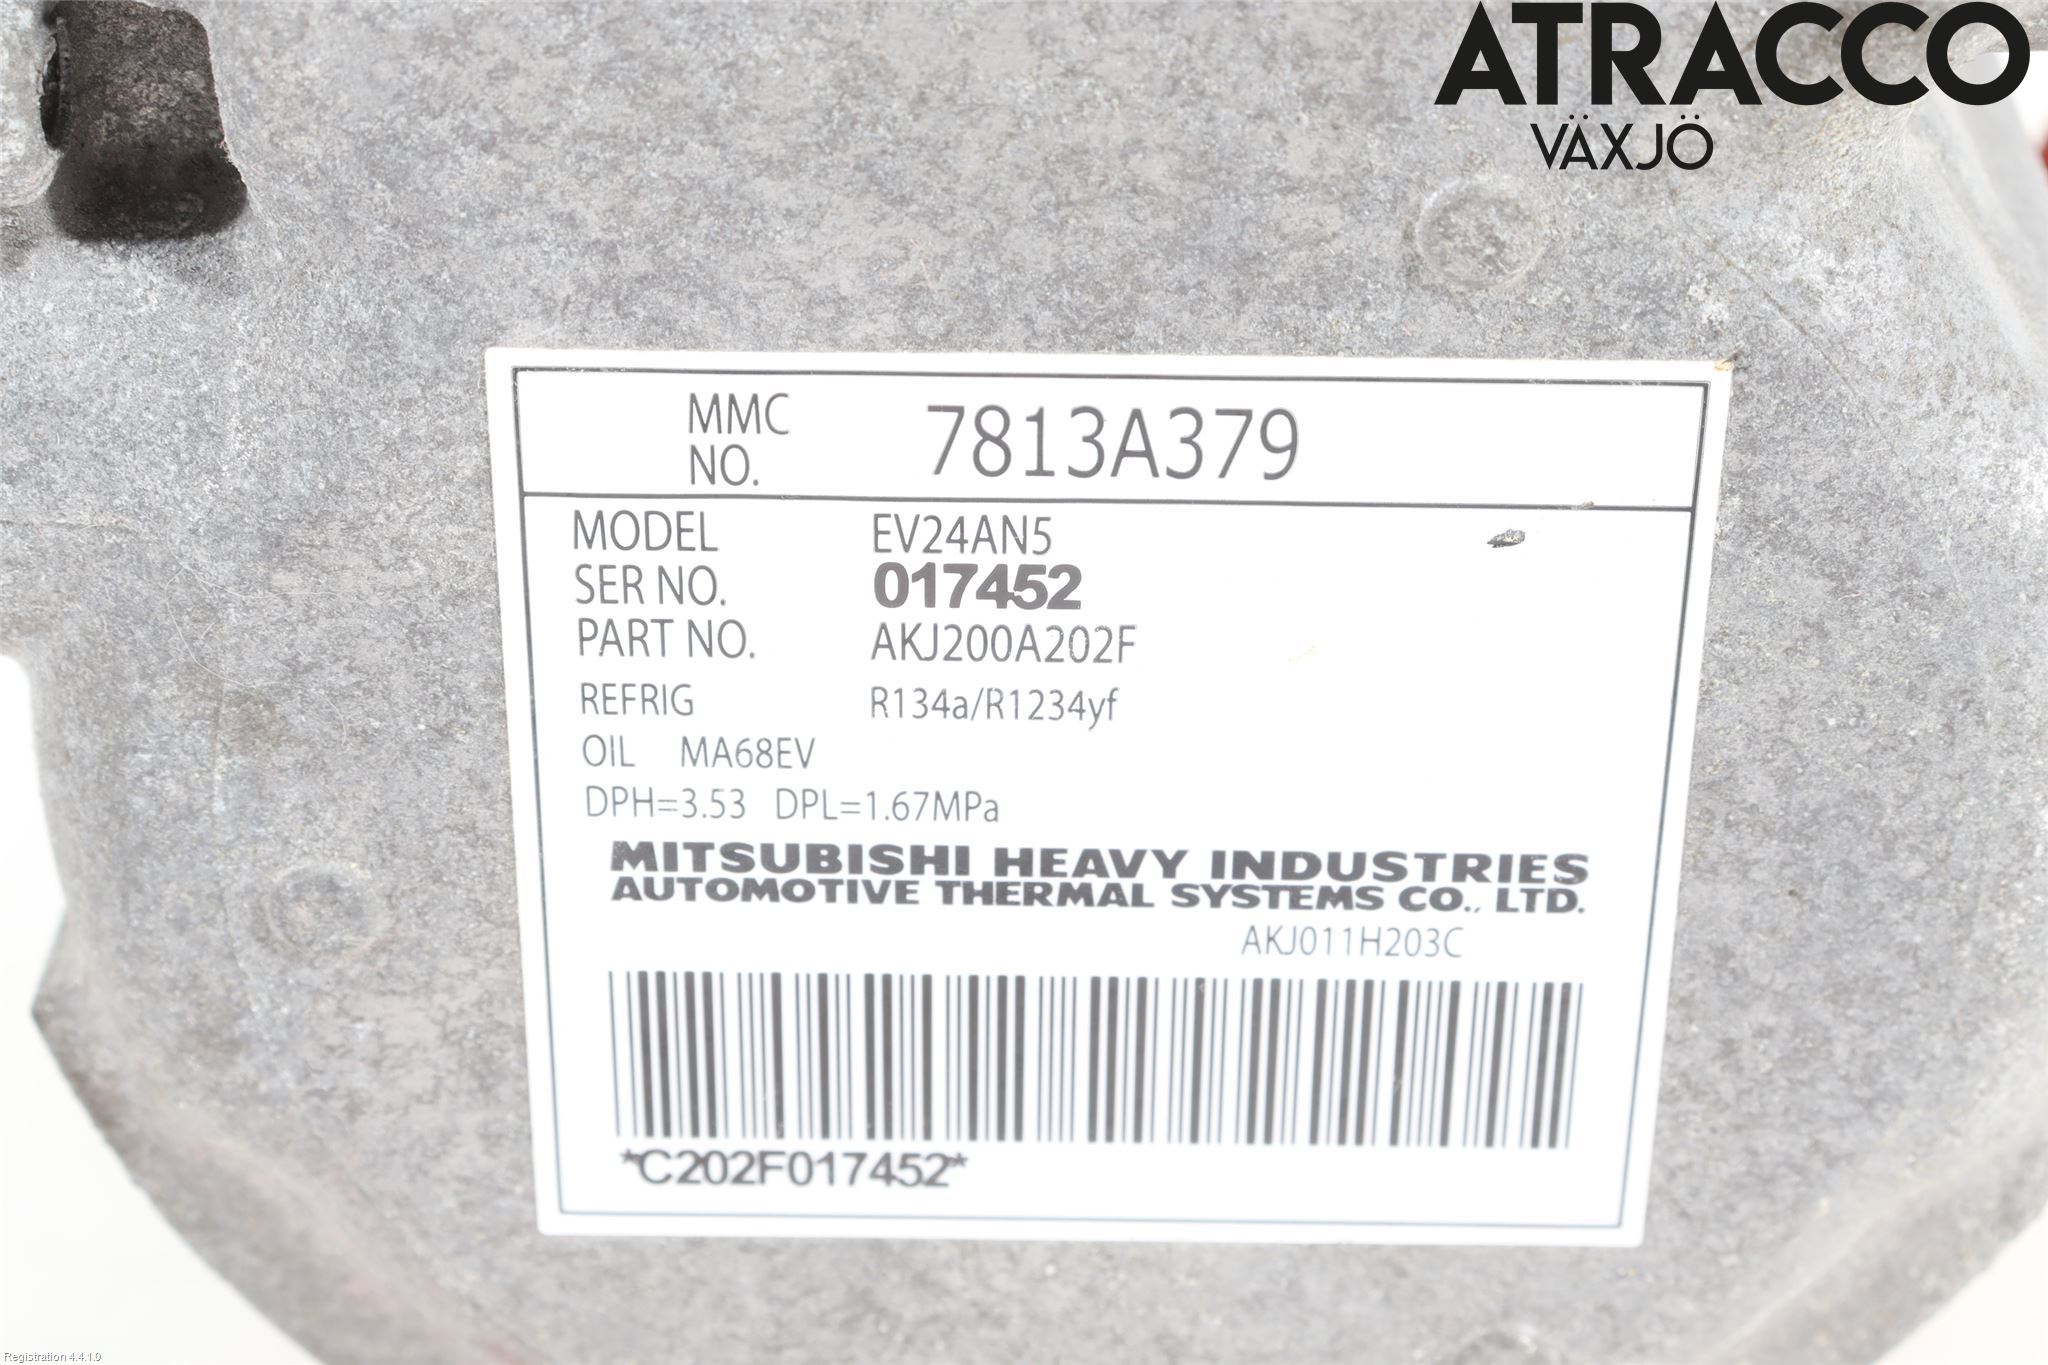 ATRACCO
VÄXJÖ
MMC NO. 7813A379
MODEL EV24AN5
SER NO. 017452
PART NO. AKJ200A202F
REFRIG R134a/R1234yf
OIL MA68EV
DPH=3.53 DPL=1.67MPa
MITSUBISHI HEAVY INDUSTRIES
AUTOMOTIVE THERMAL SYSTEMS CO., LTD.
AKJ011H203C
*C202F017452*
Registration 4.4.1.0